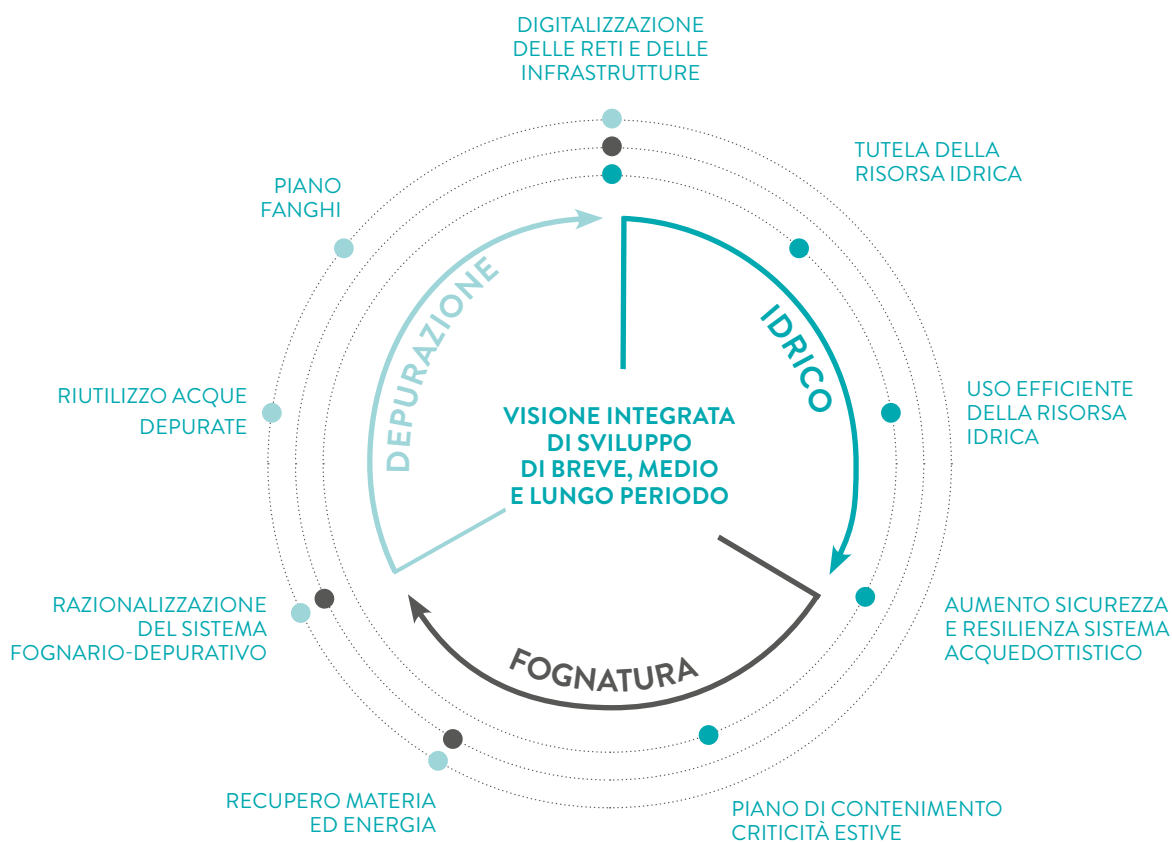 DIGITALIZZAZIONE
DELLE RETI E DELLE
INFRASTRUTTURE
TUTELA DELLA
RISORSA IDRICA
USO EFFICIENTE
DELLA RISORSA
IDRICA
AUMENTO SICUREZZA
E RESILIENZA SISTEMA
ACQUEDOTTISTICO
PIANO DI CONTENIMENTO
CRITICITÀ ESTIVE
RECUPERO MATERIA
ED ENERGIA
RAZIONALIZZAZIONE
DEL SISTEMA
FOGNARIO-DEPURATIVO
RIUTILIZZO ACQUE
DEPURATE
PIANO
FANGHI
IDRICO
FOGNATURA
DEPURAZIONE
VISIONE INTEGRATA
DI SVILUPPO
DI BREVE, MEDIO
E LUNGO PERIODO